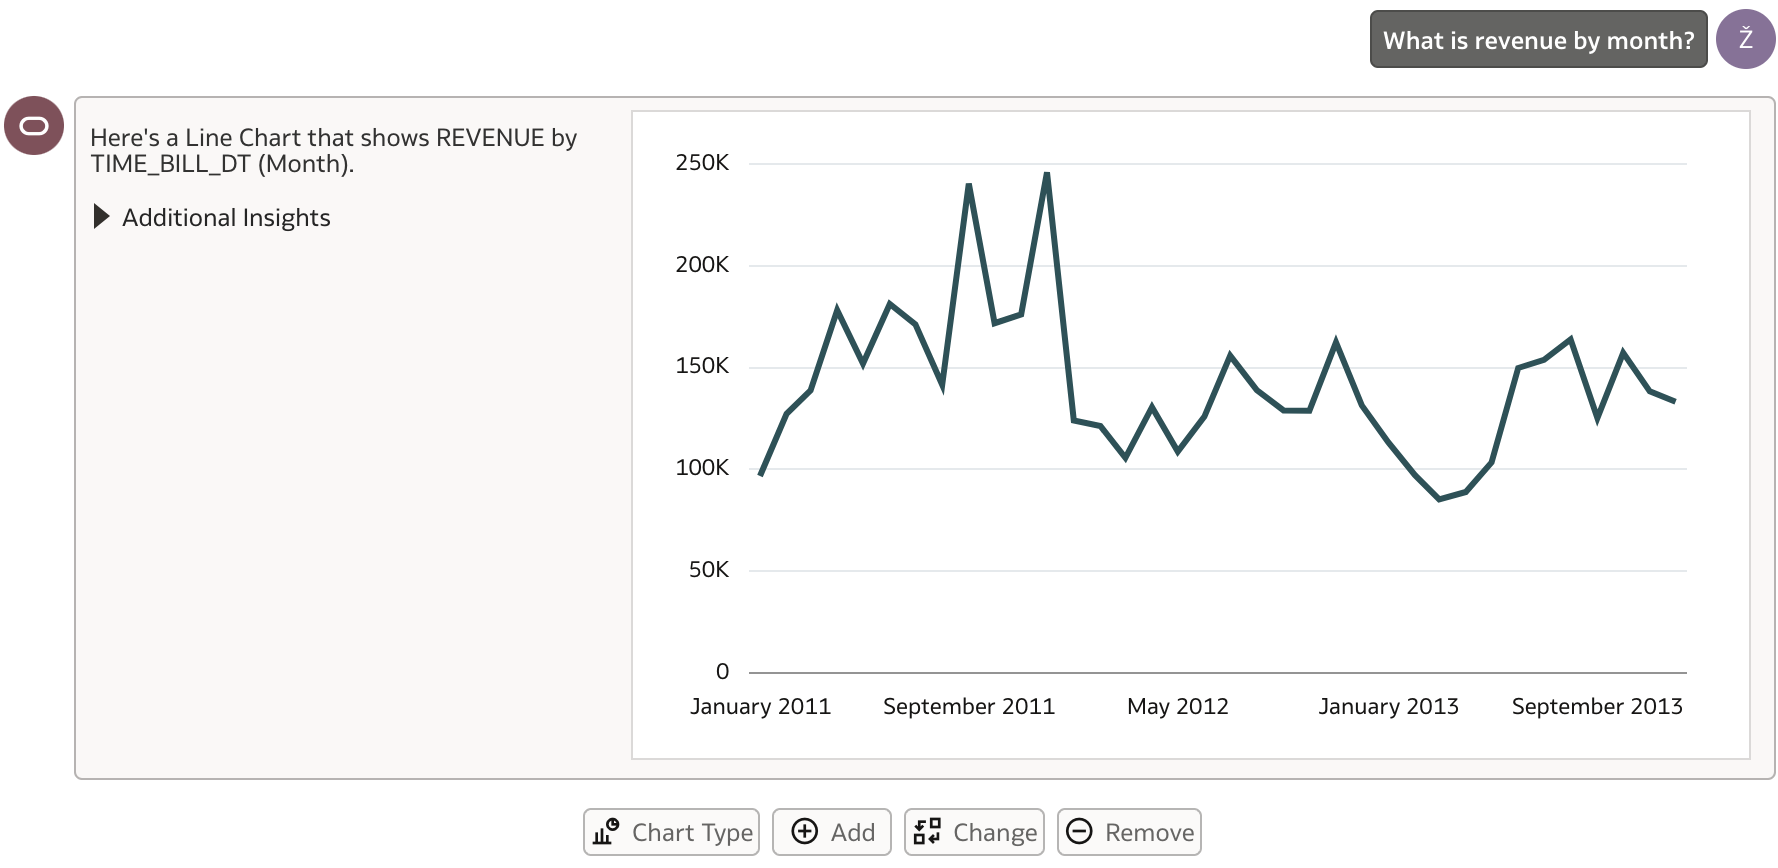 What is revenue by month?
Ž
Here's a Line Chart that shows REVENUE by
TIME_BILL_DT (Month).
Additional Insights
250K
200K
150K
100K
50K
0
January 2011
September 2011
May 2012
January 2013
September 2013
Chart Type
Add
Change
Remove